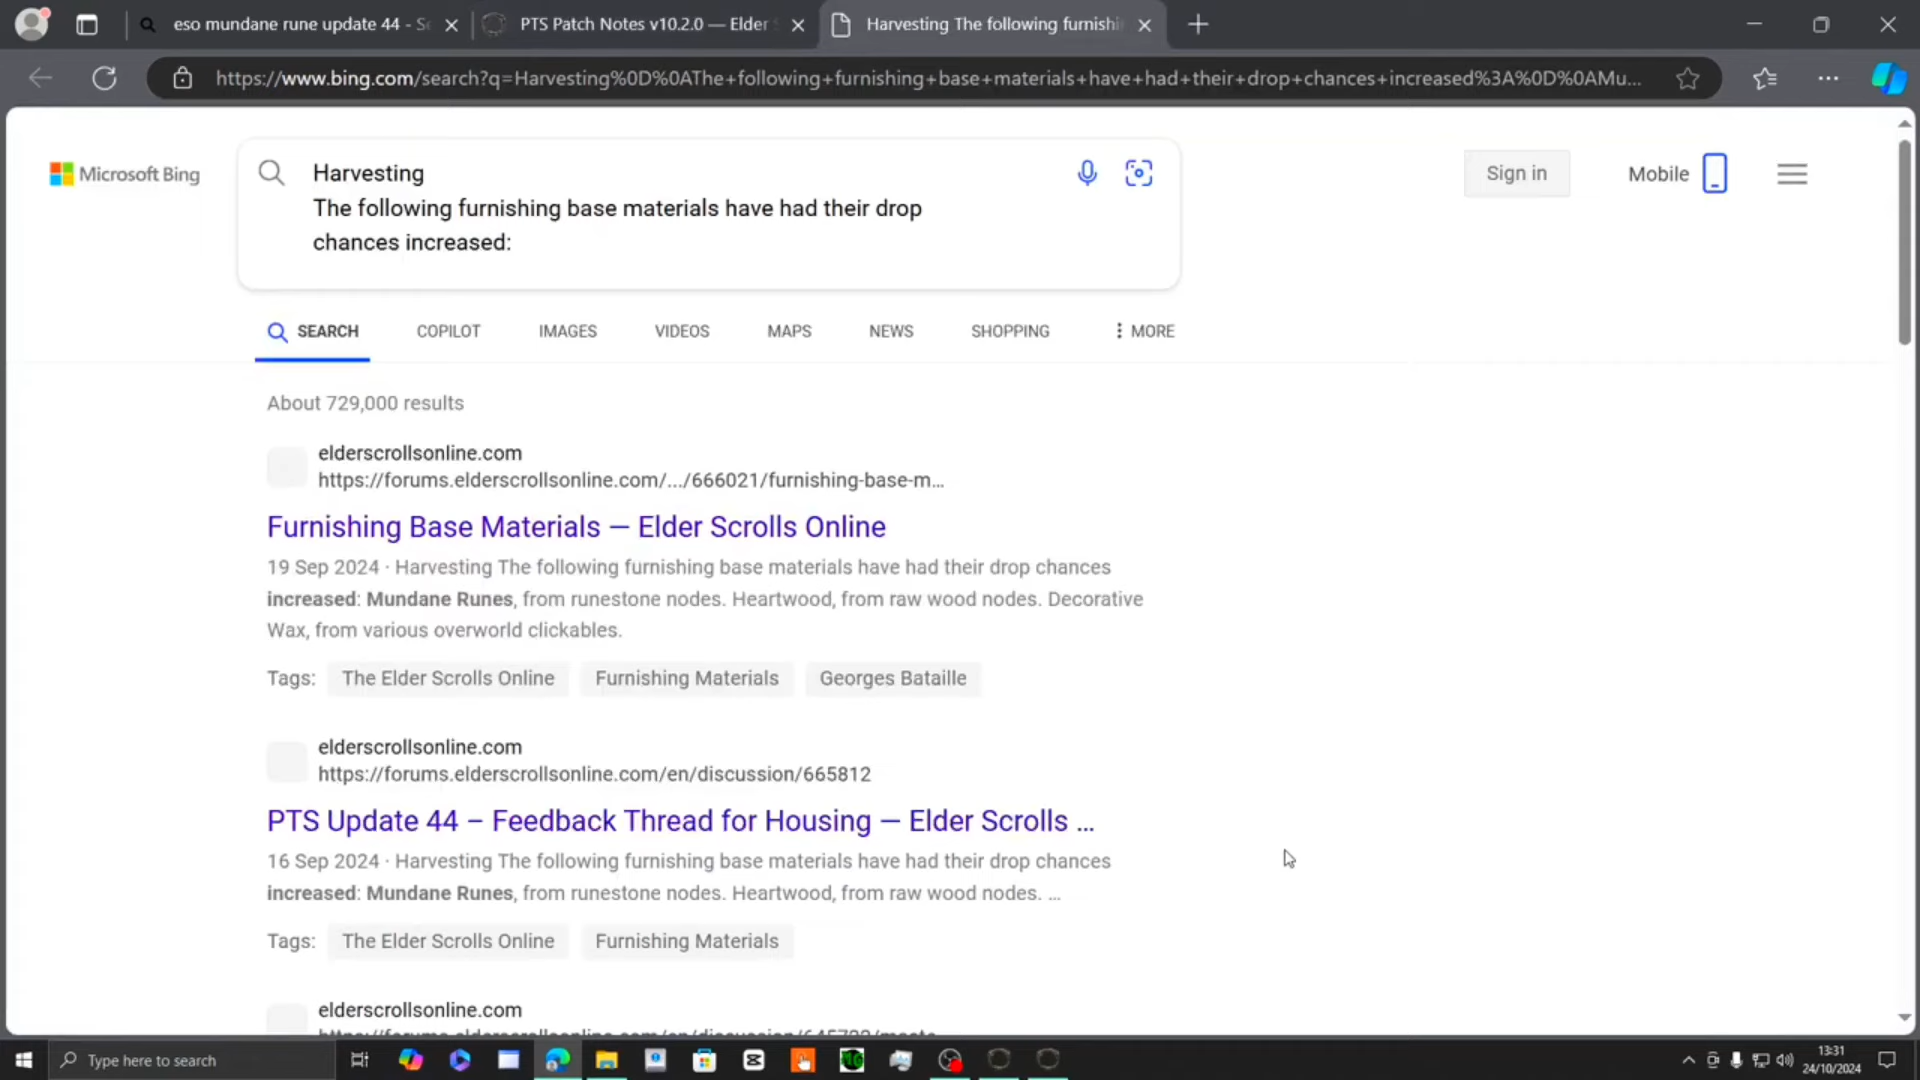 eso mundane rune update 44 - Se
PTS Patch Notes v10.2.0 — Elder S
Harvesting The following furnishi
https://www.bing.com/search?q=Harvesting%0D%0AThe+following+furnishing+base+materials+have+had+their+drop+chances+increased%3A%0D%0AMu...
Microsoft Bing
Harvesting
The following furnishing base materials have had their drop
chances increased:
Sign in
Mobile
SEARCH
COPILOT
IMAGES
VIDEOS
MAPS
NEWS
SHOPPING
MORE
About 729,000 results
elderscrollsonline.com
https://forums.elderscrollsonline.com/.../666021/furnishing-base-m...
Furnishing Base Materials — Elder Scrolls Online
19 Sep 2024 · Harvesting The following furnishing base materials have had their drop chances
increased: Mundane Runes, from runestone nodes. Heartwood, from raw wood nodes. Decorative
Wax, from various overworld clickables.
Tags: The Elder Scrolls Online Furnishing Materials Georges Bataille
elderscrollsonline.com
https://forums.elderscrollsonline.com/en/discussion/665812
PTS Update 44 – Feedback Thread for Housing — Elder Scrolls ...
16 Sep 2024 · Harvesting The following furnishing base materials have had their drop chances
increased: Mundane Runes, from runestone nodes. Heartwood, from raw wood nodes. ...
Tags: The Elder Scrolls Online Furnishing Materials
elderscrollsonline.com
Type here to search
13:31
24/10/2024